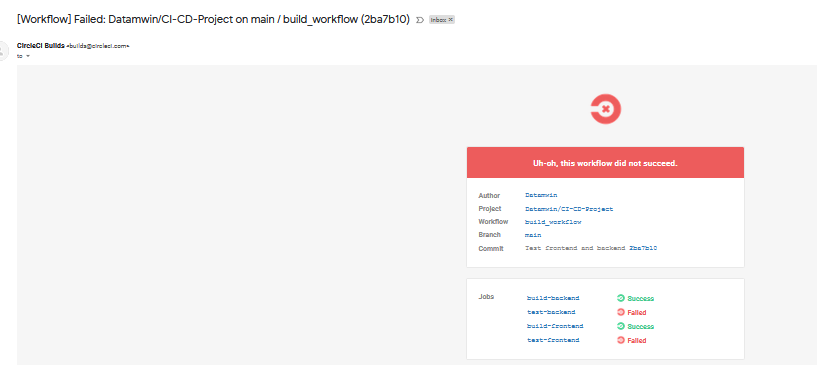 [Workflow] Failed: Datamwin/CI-CD-Project on main / build_workflow (2ba7b10) Inbox ×
CircleCI Builds <builds@circleci.com>
to
Uh-oh, this workflow did not succeed.
Author Datamwin
Project Datamwin/CI-CD-Project
Workflow build_workflow
Branch main
Commit Test frontend and backend 2ba7b10
Jobs build-backend Success
test-backend Failed
build-frontend Success
test-frontend Failed